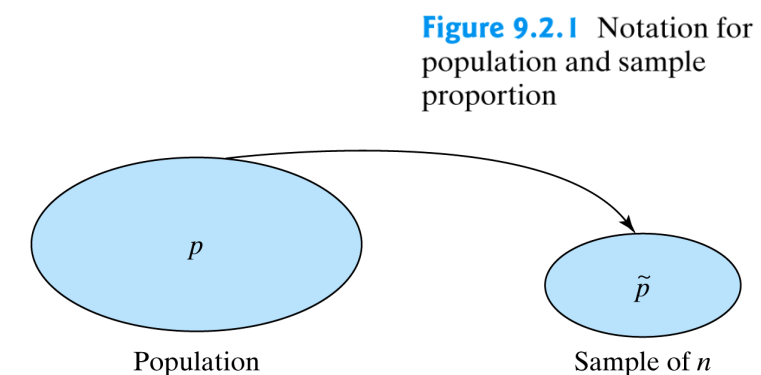 Figure 9.2.1 Notation for
population and sample
proportion
p
p̃
Population
Sample of n